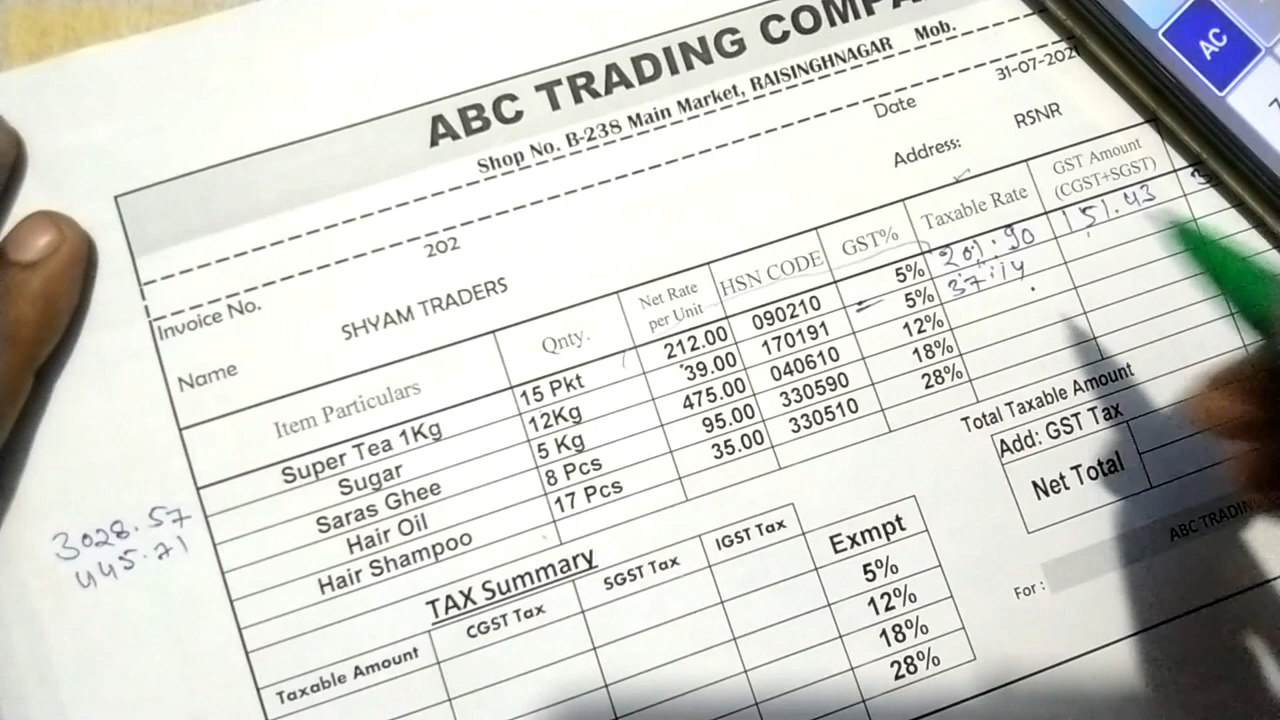 AC
ABC TRADING COMPA
Shop No. B-238 Main Market, RAISINGHNAGAR Mob.
Invoice No. 202 Date 31-07-2021
Name SHYAM TRADERS Address: RSNR
Item Particulars Qnty. Net Rate per Unit HSN CODE GST% Taxable Rate GST Amount (CGST+SGST)
Super Tea 1Kg 15 Pkt 212.00 090210 5% 201.90 151.43 3
Sugar 12Kg 39.00 170191 5% 37.14
Saras Ghee 5 Kg 475.00 040610 12%
Hair Oil 8 Pcs 95.00 330590 18%
Hair Shampoo 17 Pcs 35.00 330510 28%
3028.57
445.71
Total Taxable Amount
Add: GST Tax
Net Total
TAX Summary
Taxable Amount CGST Tax SGST Tax IGST Tax Exmpt
5%
12%
18%
28%
ABC TRADING
For :